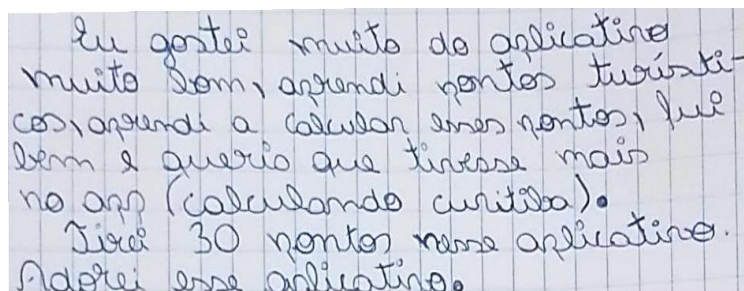 Eu gostei muito do aplicativo
muito bom, aprendi pontos turísti-
cos, aprendi a calcular esses pontos, fui
bem e queria que tivesse mais
no app (calculando curitiba).
Tirei 30 pontos nesse aplicativo.
Adorei esse aplicativo.